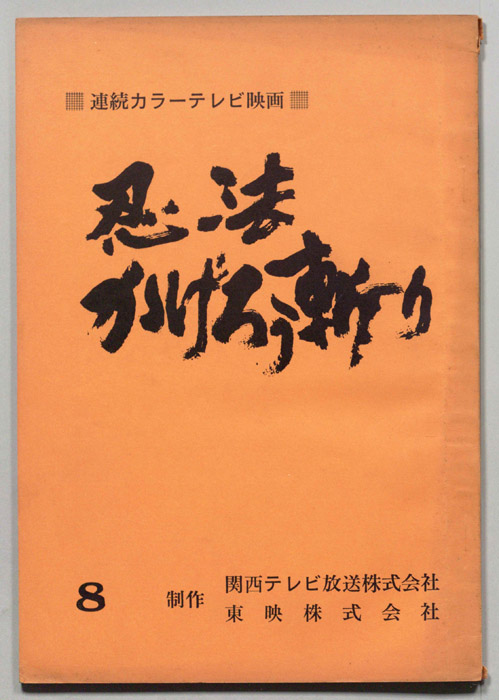 連続カラーテレビ映画
忍法
かげろう斬り
8
制作
関西テレビ放送株式会社
東映株式会社